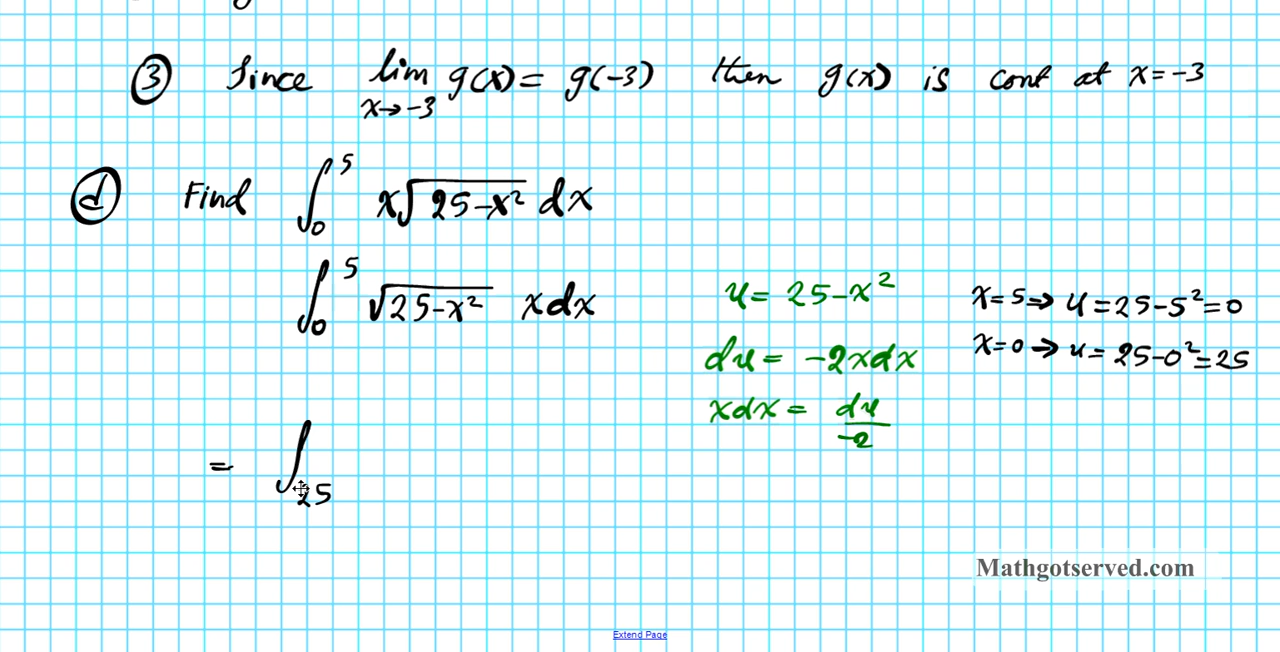 ③ Since lim x→-3 g(x) = g(-3) then g(x) is cont at x=-3
ⓓ Find ∫₀⁵ x√(25-x²) dx
∫₀⁵ √(25-x²) xdx
u = 25-x²
x=5 ⇒ u=25-5²=0
x=0 → u= 25-0²=25
du = -2xdx
xdx = du/-2
= ∫₂₅
Mathgotserved.com
Extend Page